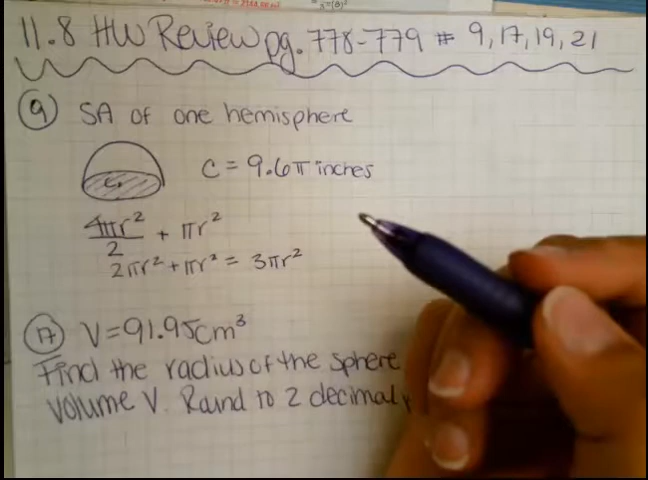 11.8 HW Review pg. 778-779 # 9, 17, 19, 21
9 SA of one hemisphere
C = 9.6π inches
4πr²/2 + πr²
2πr² + πr² = 3πr²
17 V = 91.95cm³
Find the radius of the sphere
volume V. Round to 2 decimal